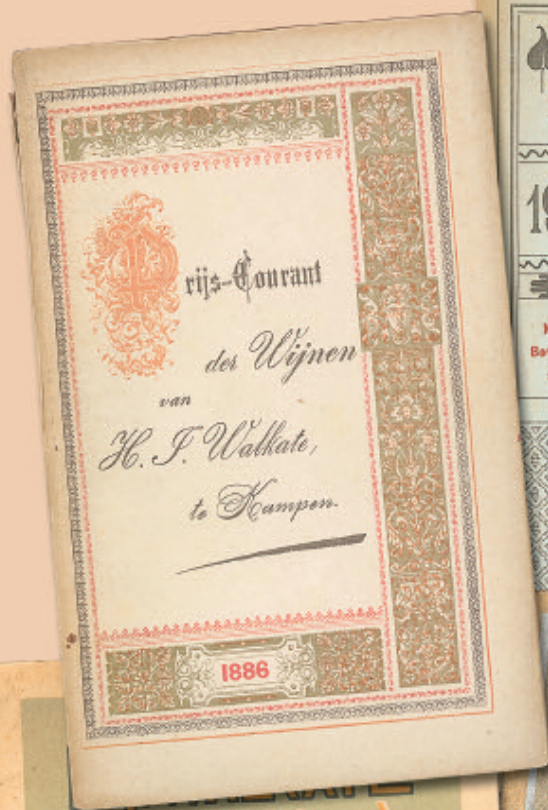 Prijs-Courant
der Wijnen
van
H. F. Walkate,
te Kampen.
1886